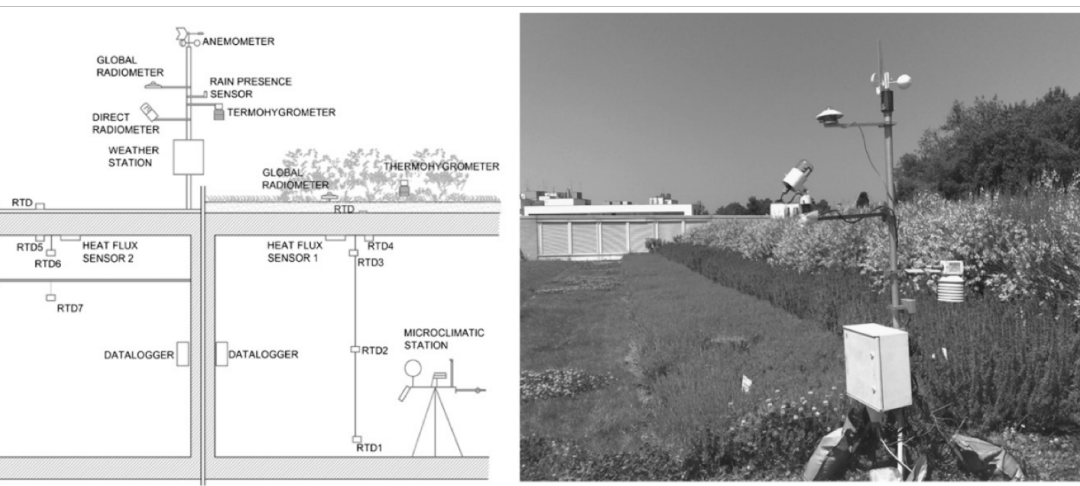 ANEMOMETER
GLOBAL
RADIOMETER
RAIN PRESENCE
SENSOR
TERMOHYGROMETER
DIRECT
RADIOMETER
WEATHER
STATION
THERMOHYGROMETER
GLOBAL
RADIOMETER
RTD
RTD
RTD5
HEAT FLUX
SENSOR 2
RTD6
HEAT FLUX
SENSOR 1
RTD4
RTD3
RTD7
MICROCLIMATIC
STATION
DATALOGGER
DATALOGGER
RTD2
RTD1